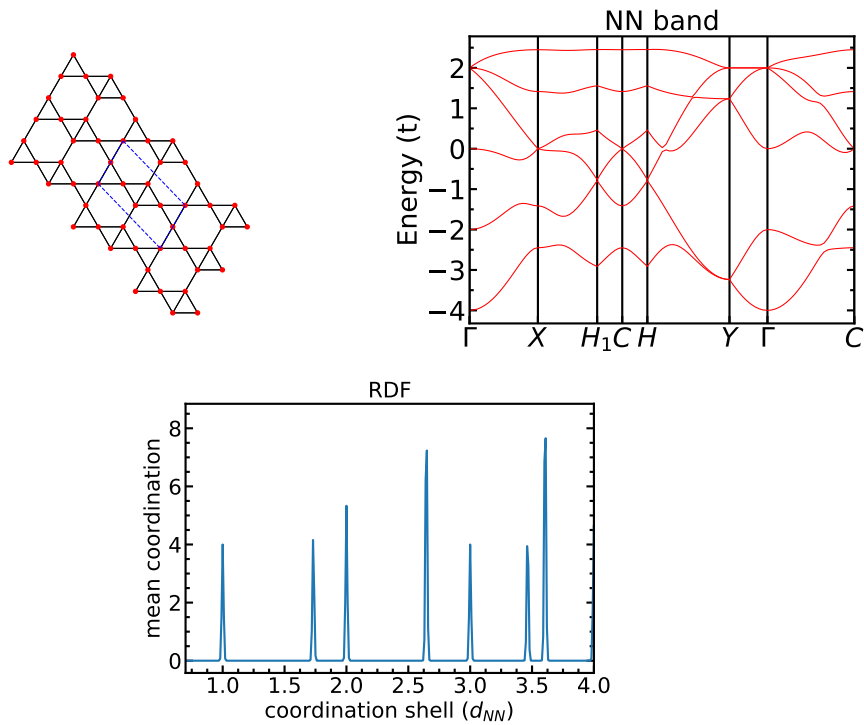 NN band
Energy (t)
2
1
0
−1
−2
−3
−4
Γ X H₁ C H Y Γ C
RDF
mean coordination
8
6
4
2
0
1.0 1.5 2.0 2.5 3.0 3.5 4.0
coordination shell (d_NN)